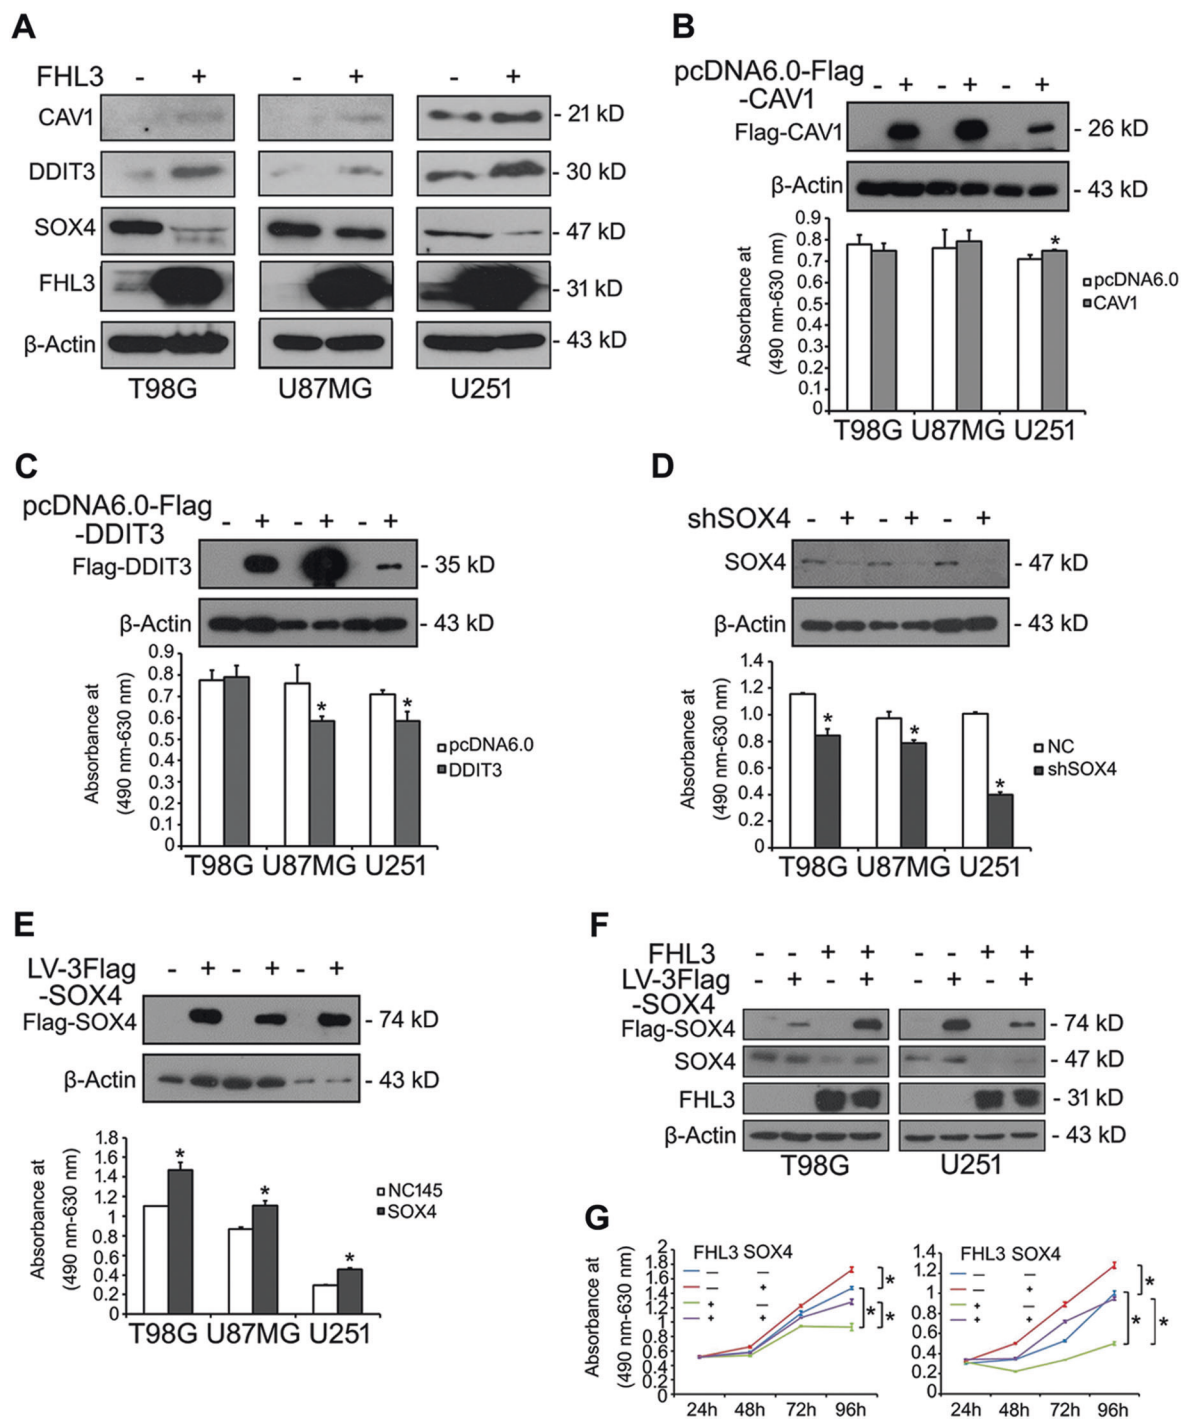 A
FHL3 - + - + - +
CAV1 - 21 kD
DDIT3 - 30 kD
SOX4 - 47 kD
FHL3 - 31 kD
β-Actin - 43 kD
T98G U87MG U251
B
pcDNA6.0-Flag
-CAV1 - + - + - +
Flag-CAV1 - 26 kD
β-Actin - 43 kD
Absorbance at
(490 nm-630 nm)
0.9
0.8
0.7
0.6
0.5
0.4
0.3
0.2
0.1
0
*
pcDNA6.0
CAV1
T98G U87MG U251
C
pcDNA6.0-Flag
-DDIT3 - + - + - +
Flag-DDIT3 - 35 kD
β-Actin - 43 kD
Absorbance at
(490 nm-630 nm)
0.9
0.8
0.7
0.6
0.5
0.4
0.3
0.2
0.1
0
* *
pcDNA6.0
DDIT3
T98G U87MG U251
D
shSOX4 - + - + - +
SOX4 - 47 kD
β-Actin - 43 kD
Absorbance at
(490 nm-630 nm)
1.4
1.2
1.0
0.8
0.6
0.4
0.2
0
* * *
NC
shSOX4
T98G U87MG U251
E
LV-3Flag
-SOX4 - + - + - +
Flag-SOX4 - 74 kD
β-Actin - 43 kD
Absorbance at
(490 nm-630 nm)
1.8
1.6
1.4
1.2
1
0.8
0.6
0.4
0.2
0
* * *
NC145
SOX4
T98G U87MG U251
F
FHL3 - - + + - - + +
LV-3Flag
-SOX4 - + - + - + - +
Flag-SOX4 - 74 kD
SOX4 - 47 kD
FHL3 - 31 kD
β-Actin - 43 kD
T98G U251
G
Absorbance at
(490 nm-630 nm)
2
1.8
1.6
1.4
1.2
1
0.8
0.6
0.4
0.2
0
FHL3 SOX4
— —
— +
+ —
+ +
* * *
24h 48h 72h 96h
1.4
1.2
1
0.8
0.6
0.4
0.2
0
FHL3 SOX4
— —
— +
+ —
+ +
* * *
24h 48h 72h 96h